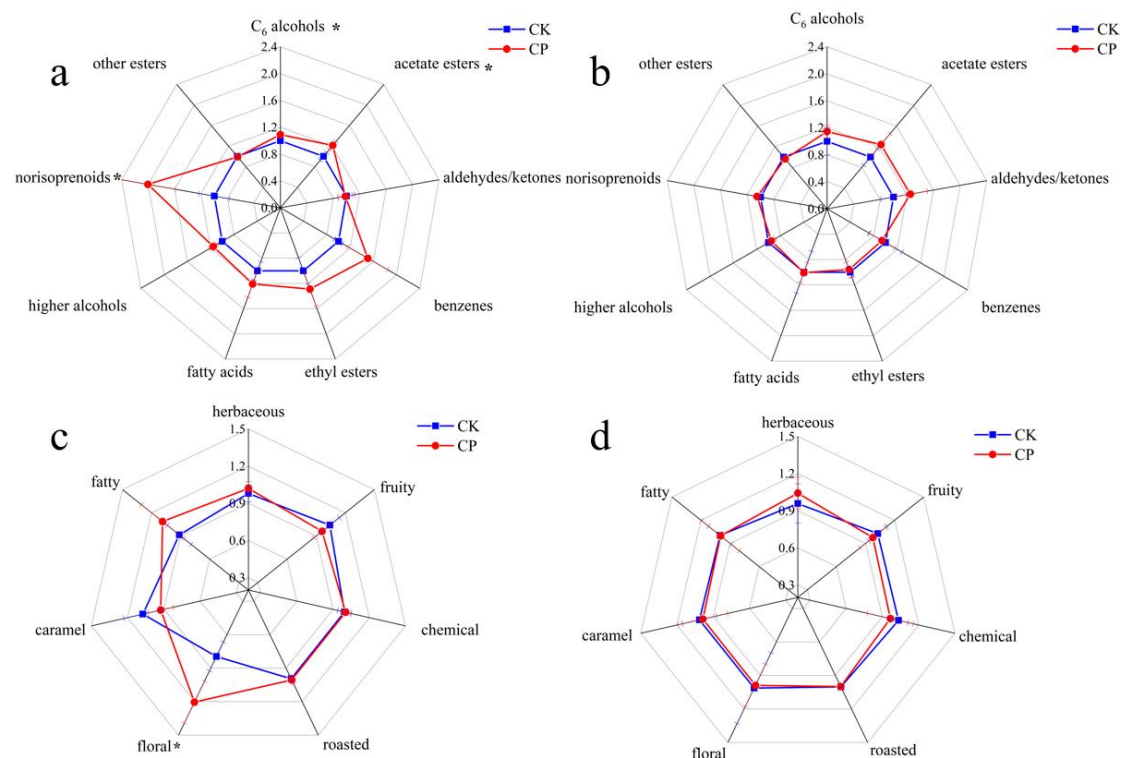 a
C₆ alcohols *
CK
CP
other esters
acetate esters *
2.4
2.0
1.6
1.2
0.8
0.4
0.0
norisoprenoids *
aldehydes/ketones
higher alcohols
benzenes
fatty acids
ethyl esters
b
C₆ alcohols
CK
CP
other esters
acetate esters
2.4
2.0
1.6
1.2
0.8
0.4
0.0
norisoprenoids
aldehydes/ketones
higher alcohols
benzenes
fatty acids
ethyl esters
c
herbaceous
CK
CP
1.5
1.2
0.9
0.6
0.3
fatty
fruity
caramel
chemical
floral *
roasted
d
herbaceous
CK
CP
1.5
1.2
0.9
0.6
0.3
fatty
fruity
caramel
chemical
floral
roasted